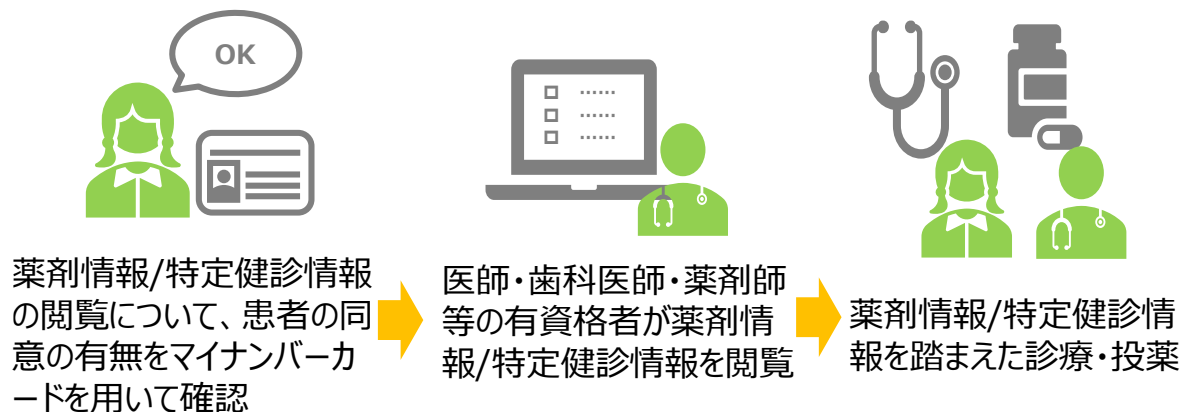 OK
......
......
......
薬剤情報/特定健診情報
の閲覧について、患者の同
意の有無をマイナンバーカ
ードを用いて確認
医師・歯科医師・薬剤師
等の有資格者が薬剤情
報/特定健診情報を閲覧
薬剤情報/特定健診情
報を踏まえた診療・投薬